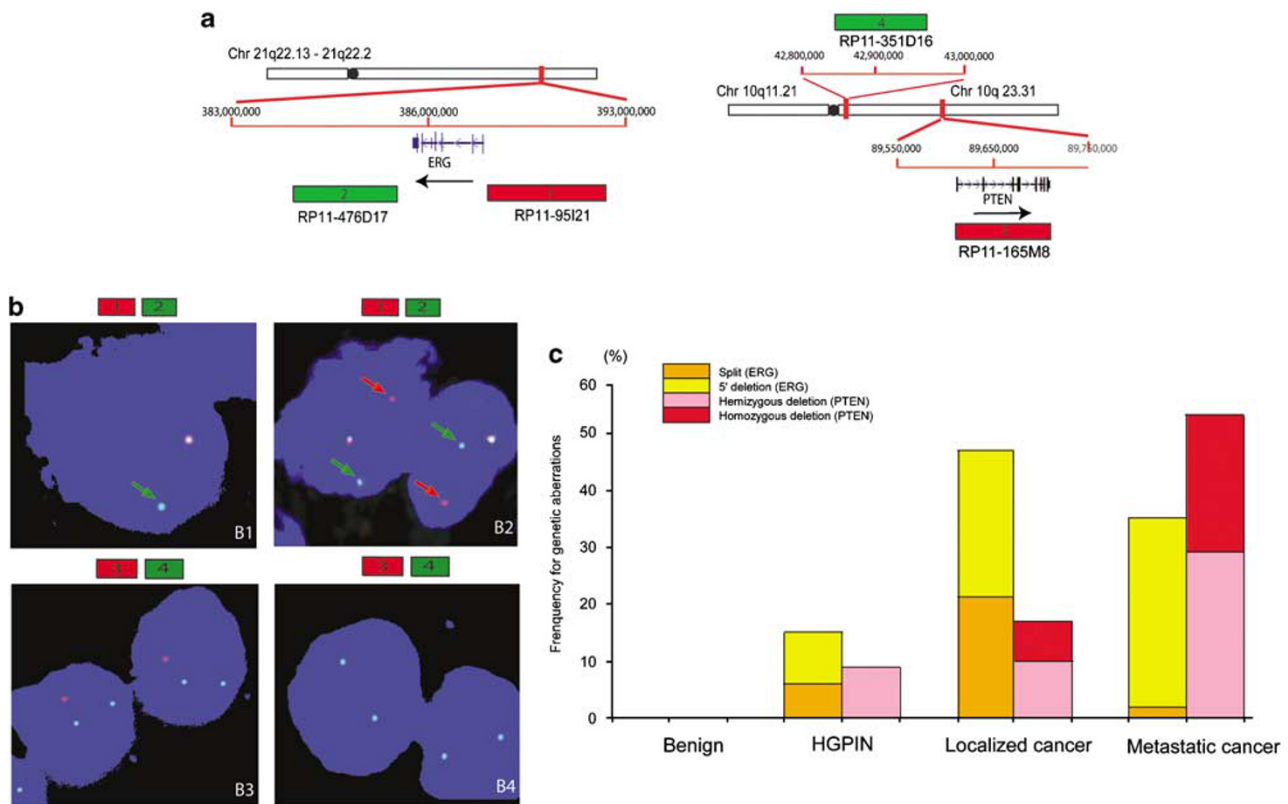 a
Chr 21q22.13 - 21q22.2
383,000,000
386,000,000
393,000,000
ERG
2
RP11-476D17
RP11-95I21
4
RP11-351D16
42,800,000
42,900,000
43,000,000
Chr 10q11.21
Chr 10q 23.31
89,550,000
89,650,000
89,750,000
PTEN
RP11-165M8
b
1
2
B1
3
2
B2
3
4
B3
3
4
B4
c
(%)
Split (ERG)
5' deletion (ERG)
Hemizygous deletion (PTEN)
Homozygous deletion (PTEN)
Frenquency for genetic aberrations
60
50
40
30
20
10
0
Benign
HGPIN
Localized cancer
Metastatic cancer